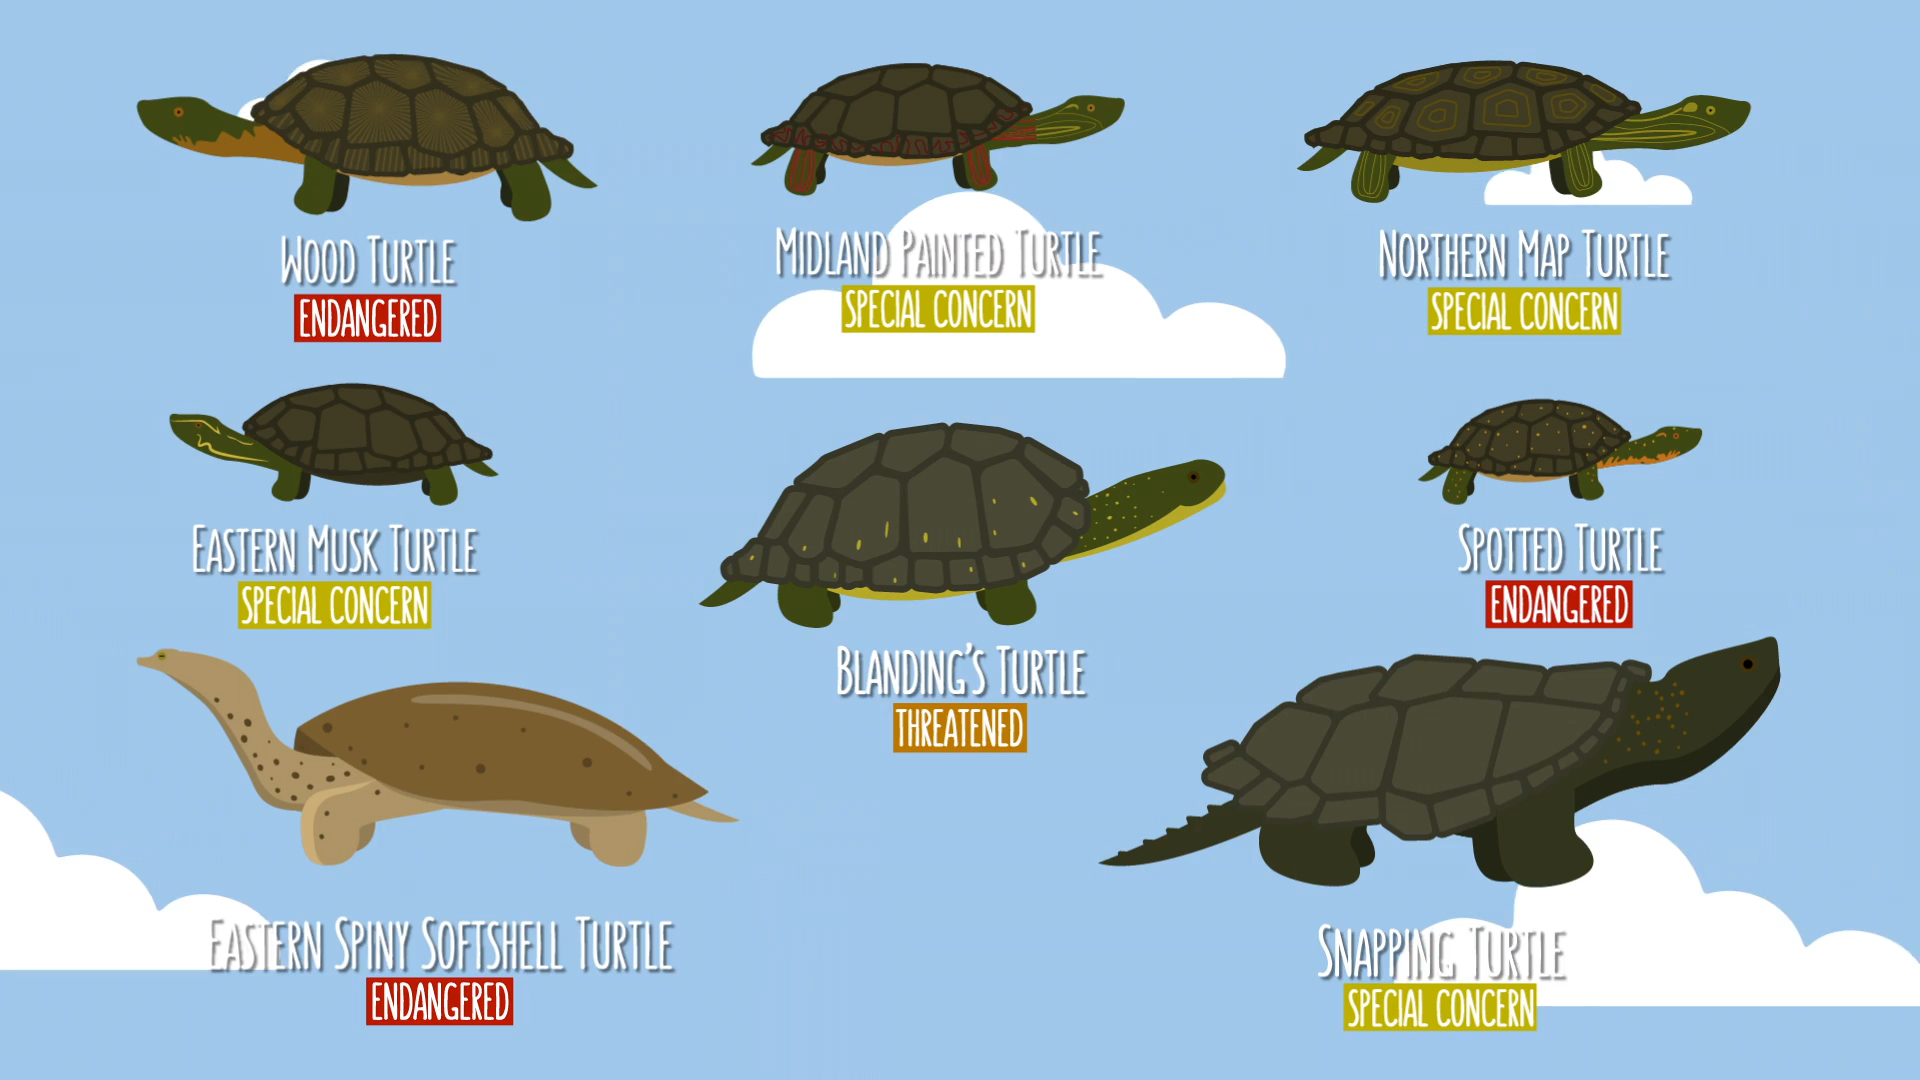 WOOD TURTLE
ENDANGERED
MIDLAND PAINTED TURTLE
SPECIAL CONCERN
NORTHERN MAP TURTLE
SPECIAL CONCERN
EASTERN MUSK TURTLE
SPECIAL CONCERN
BLANDING'S TURTLE
THREATENED
SPOTTED TURTLE
ENDANGERED
EASTERN SPINY SOFTSHELL TURTLE
ENDANGERED
SNAPPING TURTLE
SPECIAL CONCERN